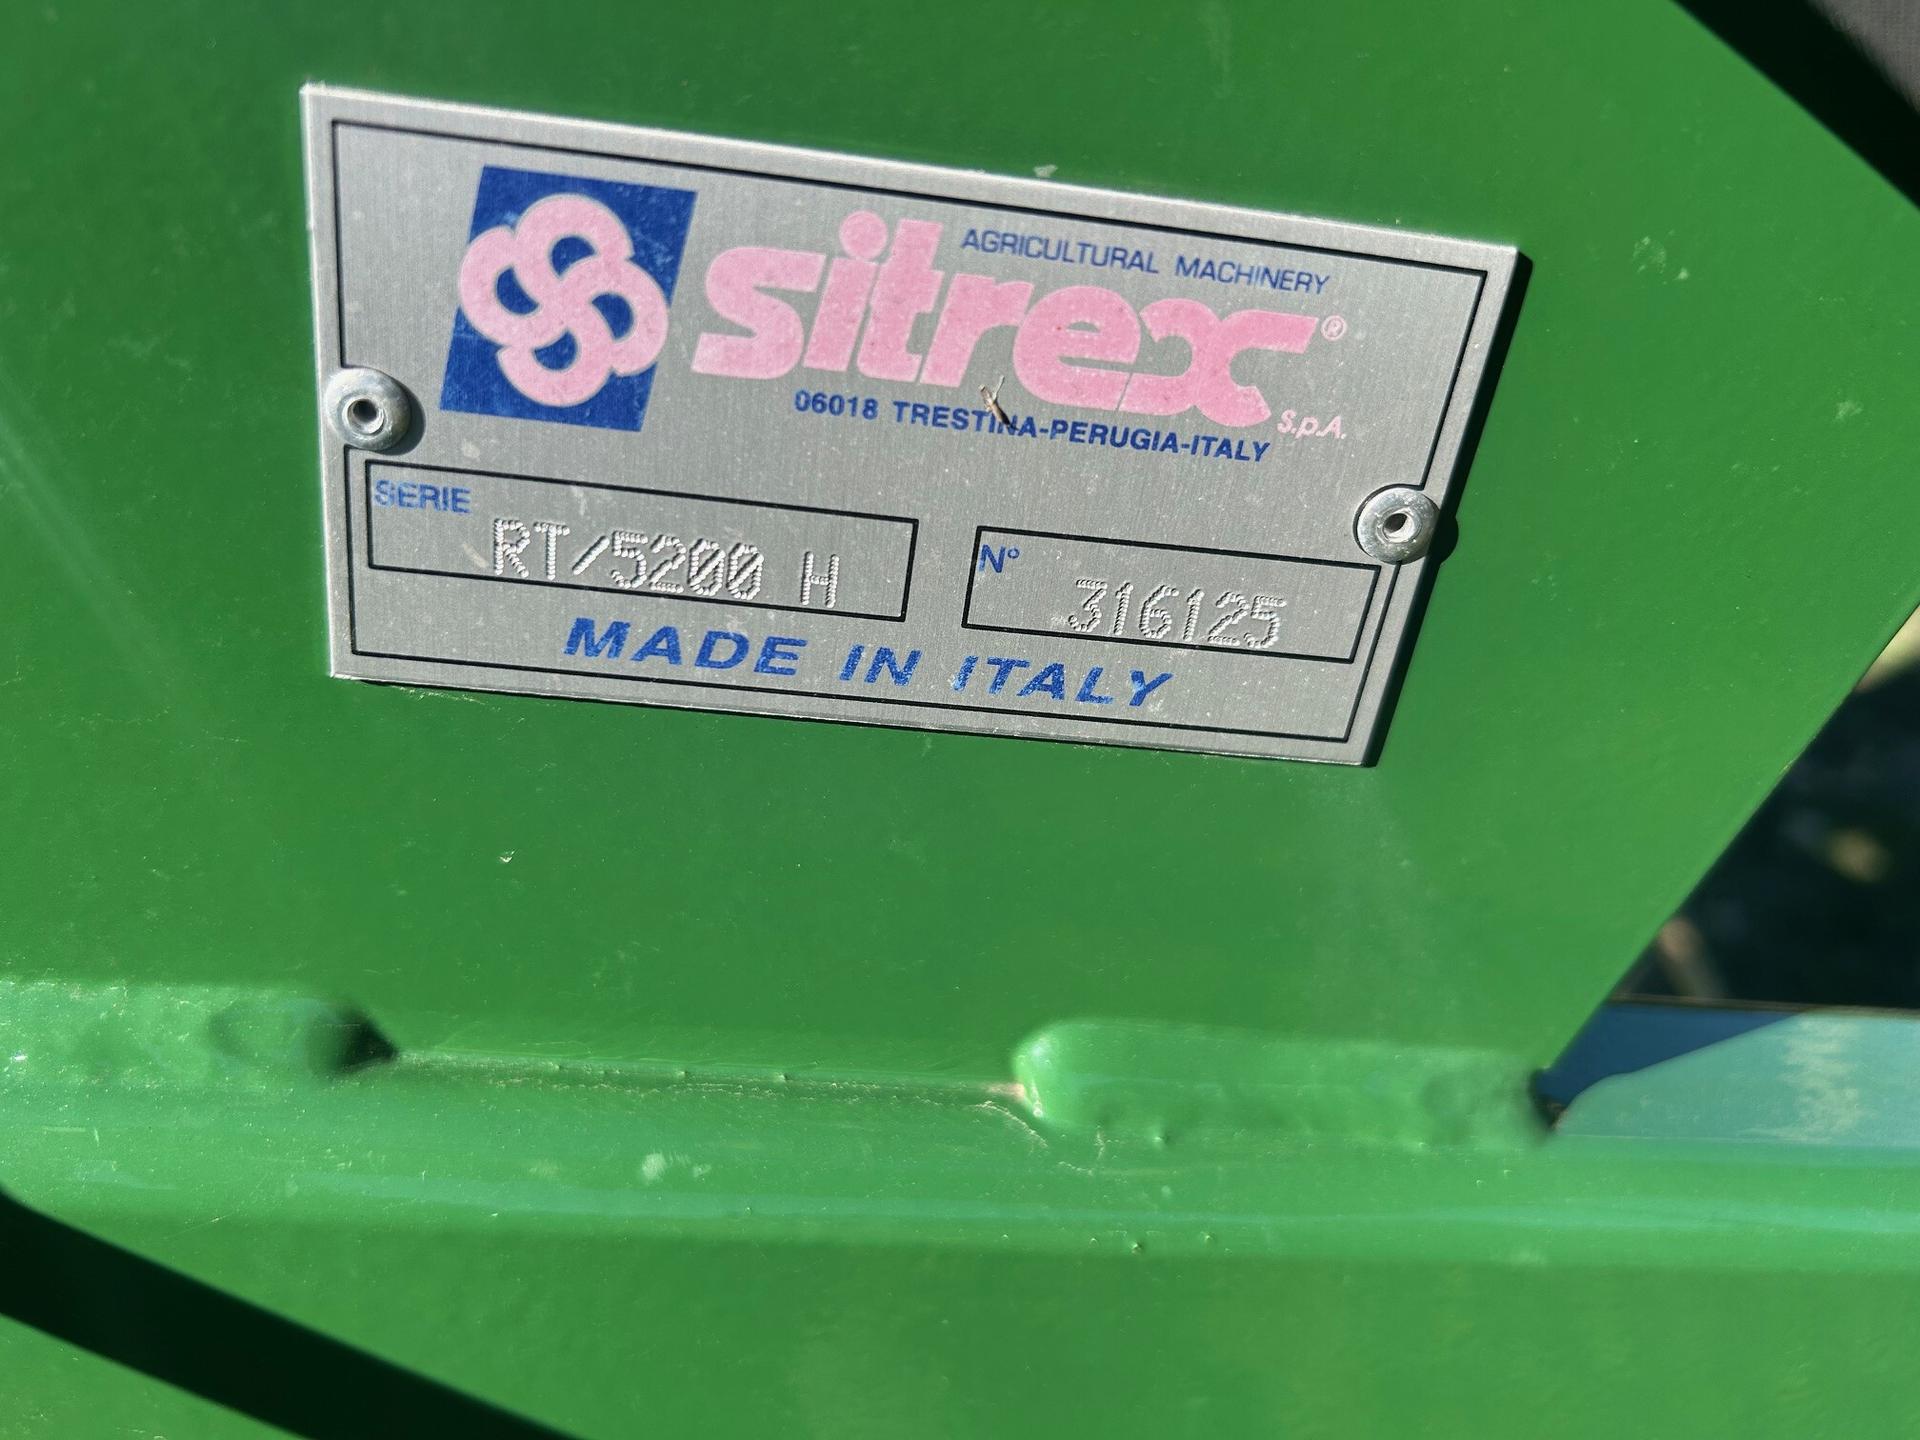 AGRICULTURAL MACHINERY
sitrex® S.p.A.
06018 TRESTINA-PERUGIA-ITALY
SERIE RT/5200 H
N° 316125
MADE IN ITALY